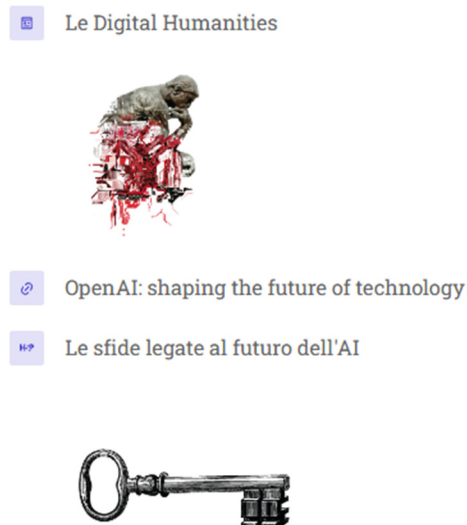 Le Digital Humanities
OpenAI: shaping the future of technology
Le sfide legate al futuro dell'AI